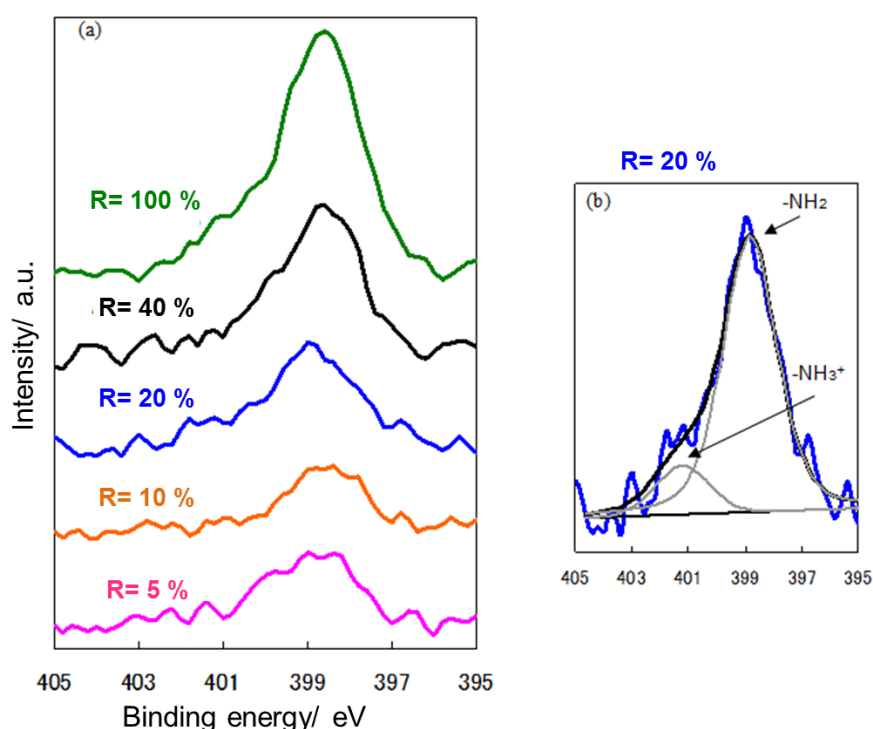 (a)
R= 100 %
R= 40 %
R= 20 %
R= 10 %
R= 5 %
Intensity/ a.u.
405 403 401 399 397 395
Binding energy/ eV
R= 20 %
(b)
-NH₂
-NH₃⁺
405 403 401 399 397 395